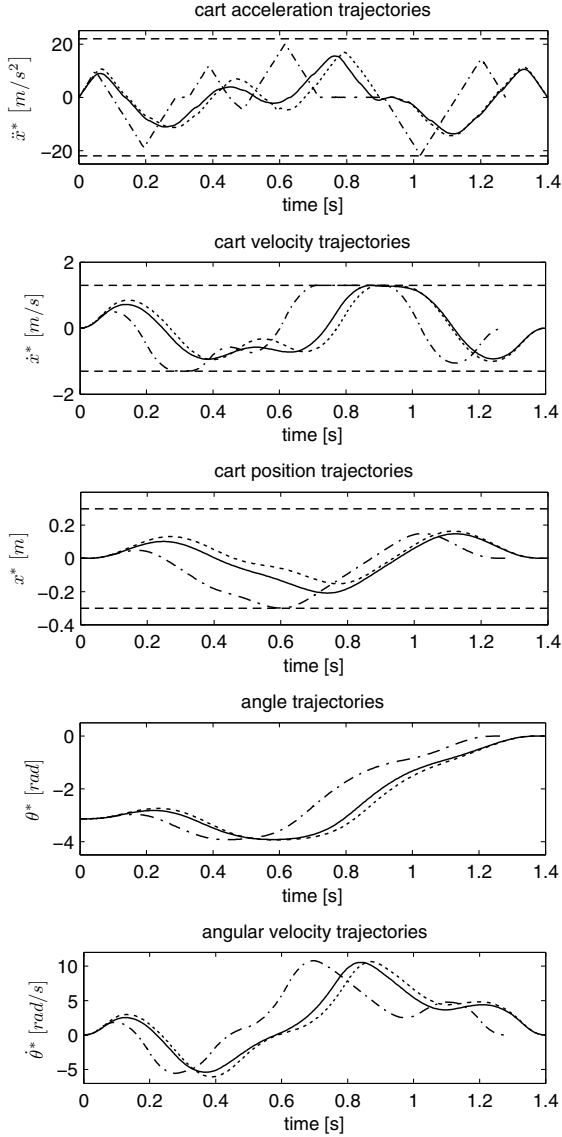 cart acceleration trajectories
ẍ* [m/s²]
20
0
−20
0 0.2 0.4 0.6 0.8 1 1.2 1.4
time [s]
cart velocity trajectories
ẋ* [m/s]
2
0
−2
0 0.2 0.4 0.6 0.8 1 1.2 1.4
time [s]
cart position trajectories
x* [m]
0.2
0
−0.2
−0.4
0 0.2 0.4 0.6 0.8 1 1.2 1.4
time [s]
angle trajectories
θ* [rad]
0
−2
−4
0 0.2 0.4 0.6 0.8 1 1.2 1.4
time [s]
angular velocity trajectories
θ̇* [rad/s]
10
5
0
−5
0 0.2 0.4 0.6 0.8 1 1.2 1.4
time [s]